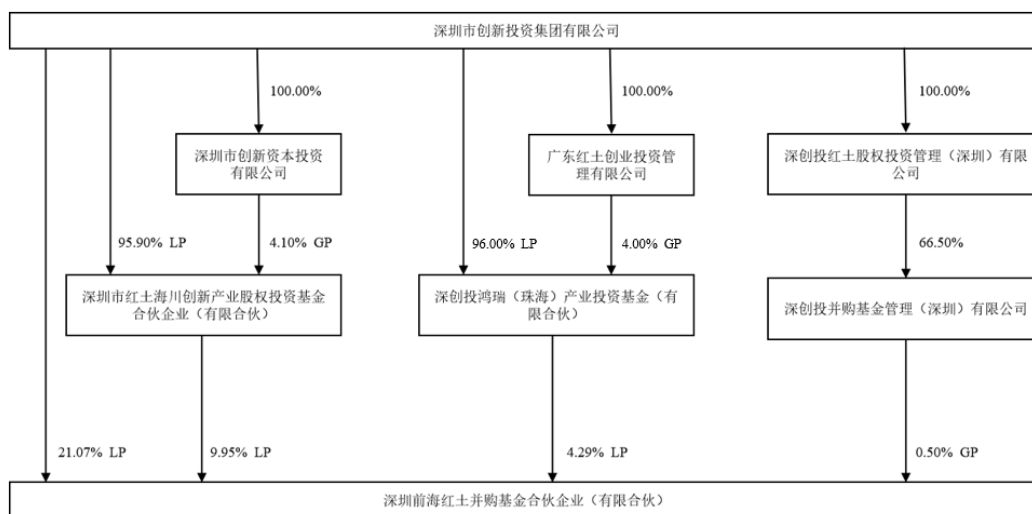 深圳市创新投资集团有限公司
100.00%
100.00%
100.00%
深圳市创新资本投资
有限公司
广东红土创业投资管
理有限公司
深创投红土股权投资管理（深圳）有限
公司
95.90% LP
4.10% GP
96.00% LP
4.00% GP
66.50%
深圳市红土海川创新产业股权投资基金
合伙企业（有限合伙）
深创投鸿瑞（珠海）产业投资基金（有
限合伙）
深创投并购基金管理（深圳）有限公司
21.07% LP
9.95% LP
4.29% LP
0.50% GP
深圳前海红土并购基金合伙企业（有限合伙）